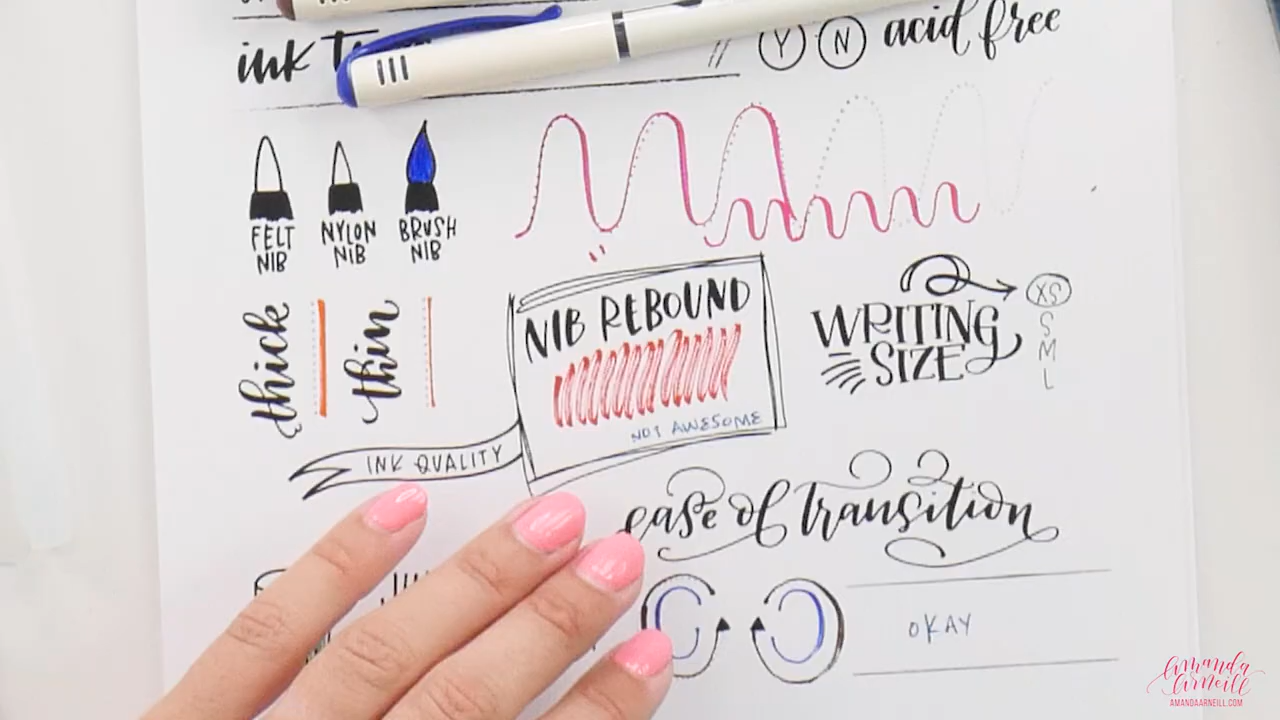 ink
Y N acid free
FELT NIB
NYLON NIB
BRUSH NIB
thick
thin
NIB REBOUND
NOT AWESOME
WRITING SIZE
XS
S
M
L
INK QUALITY
ease of transition
OKAY
Amanda Arneill
AMANDAARNEILL.COM